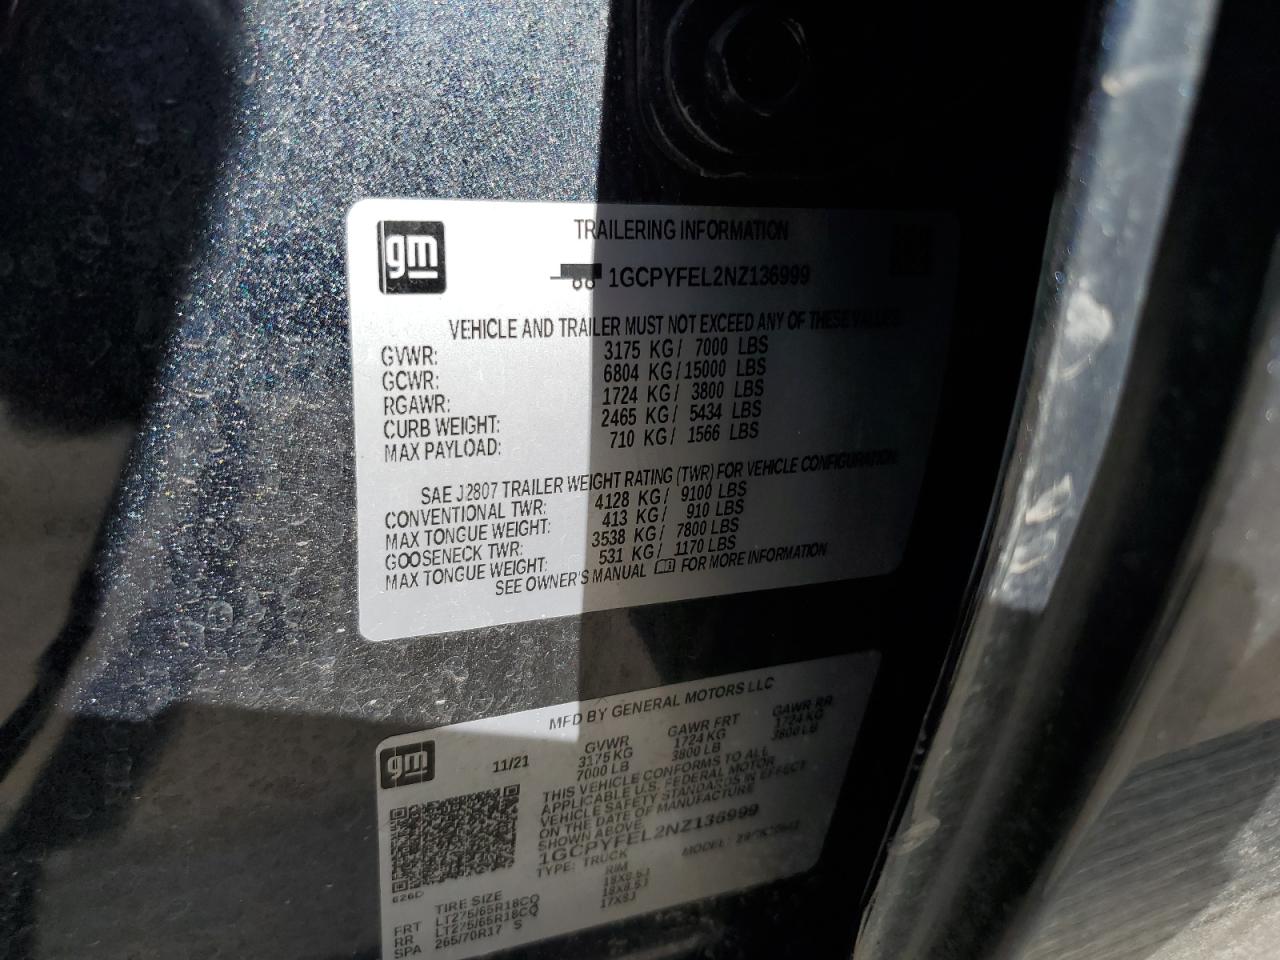 gm
TRAILERING INFORMATION
1GCPYFEL2NZ136999
VEHICLE AND TRAILER MUST NOT EXCEED ANY OF THESE VALUES.
GVWR: 3175 KG/ 7000 LBS
GCWR: 6804 KG/15000 LBS
RGAWR: 1724 KG/ 3800 LBS
CURB WEIGHT: 2465 KG/ 5434 LBS
MAX PAYLOAD: 710 KG/ 1566 LBS
SAE J2807 TRAILER WEIGHT RATING (TWR) FOR VEHICLE CONFIGURATION
CONVENTIONAL TWR: 4128 KG/ 9100 LBS
MAX TONGUE WEIGHT: 413 KG/ 910 LBS
GOOSENECK TWR: 3538 KG/ 7800 LBS
MAX TONGUE WEIGHT: 531 KG/ 1170 LBS
SEE OWNER'S MANUAL FOR MORE INFORMATION
gm
MFD BY GENERAL MOTORS LLC
11/21 GVWR GAWR FRT GAWR RR
3175 KG 1724 KG 1724 KG
7000 LB 3800 LB 3800 LB
THIS VEHICLE CONFORMS TO ALL
APPLICABLE U.S. FEDERAL MOTOR
VEHICLE SAFETY STANDARDS IN EFFECT
ON THE DATE OF MANUFACTURE
SHOWN ABOVE.
1GCPYFEL2NZ136999
TYPE: TRUCK MODEL:
626D
TIRE SIZE RIM
FRT LT275/65R18CQ 18X8.5J
RR LT275/65R18CQ 18X8.5J
SPA 265/70R17 S 17X8J